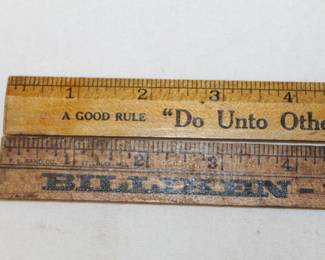 1 2 3 4
A GOOD RULE "Do Unto Othe
1 2 3 4
BILLIKEN -